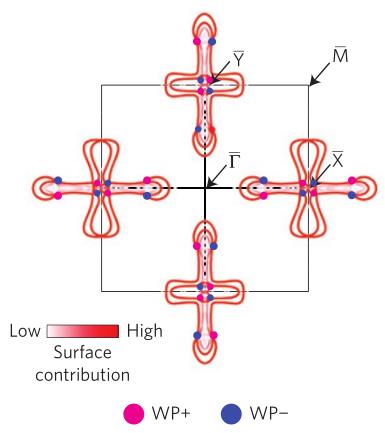 Ȳ
M̄
Γ̄
X̄
Low High
Surface
contribution
WP+ WP−